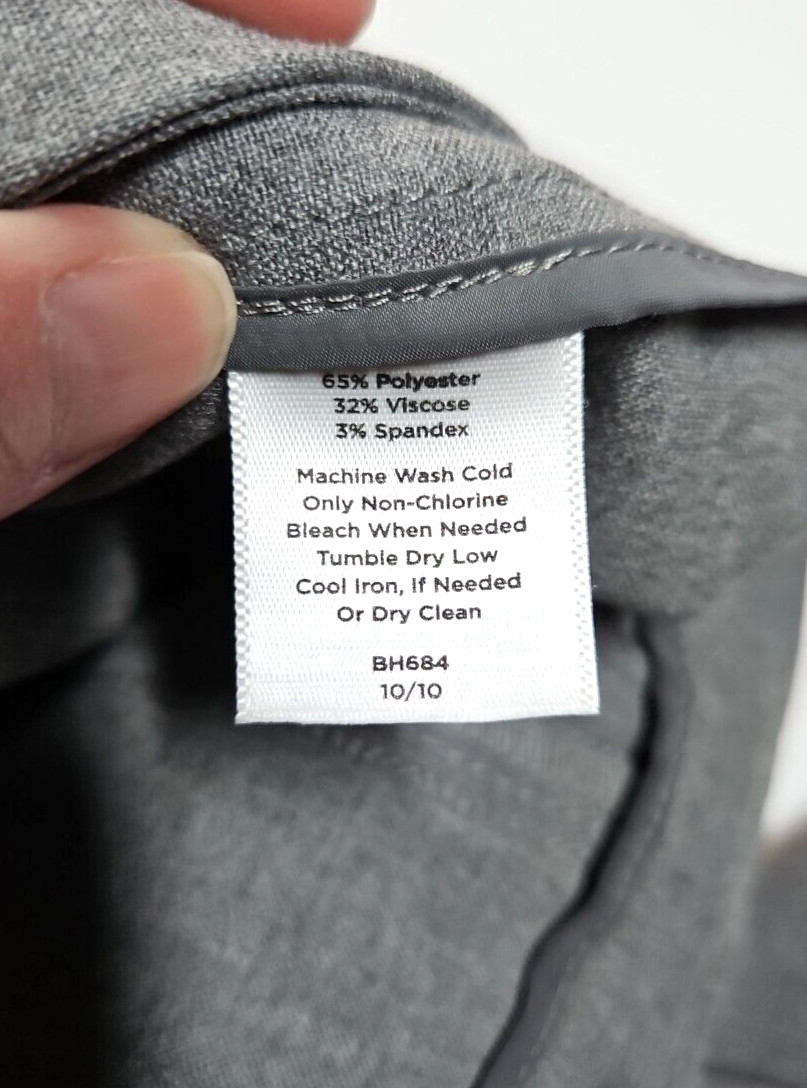 65% Polyester
32% Viscose
3% Spandex
Machine Wash Cold
Only Non-Chlorine
Bleach When Needed
Tumble Dry Low
Cool Iron, If Needed
Or Dry Clean
BH684
10/10